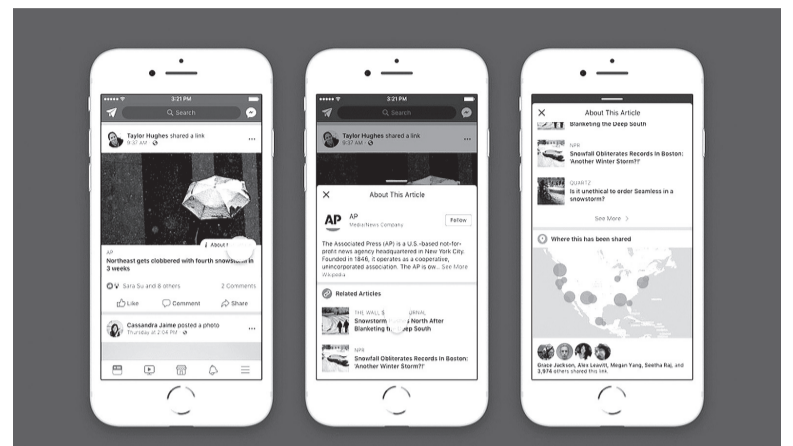 3:21 PM
Search
Taylor Hughes shared a link
9:37 AM
About
AP
Northeast gets clobbered with fourth snowstorm in
3 weeks
Sara Su and 8 others
2 Comments
Like
Comment
Share
Cassandra Jaime posted a photo
Thursday at 2:04 PM
3:21 PM
Search
Taylor Hughes shared a link
9:37 AM
About This Article
AP
AP
Media/News Company
Follow
The Associated Press (AP) is a U.S.-based not-for-
profit news agency headquartered in New York City.
Founded in 1846, it operates as a cooperative,
unincorporated association. The AP is ow... See More
Wikipedia
Related Articles
THE WALL S
URNAL
Snowstorm
North After
Blanketing
ep South
NPR
Snowfall Obliterates Records In Boston:
'Another Winter Storm?!'
About This Article
Blanketing the Deep South
NPR
Snowfall Obliterates Records In Boston:
'Another Winter Storm?!'
QUARTZ
Is it unethical to order Seamless in a
snowstorm?
See More
Where this has been shared
Grace Jackson, Alex Leavitt, Megan Yang, Seetha Raj, and
3,974 others shared this link